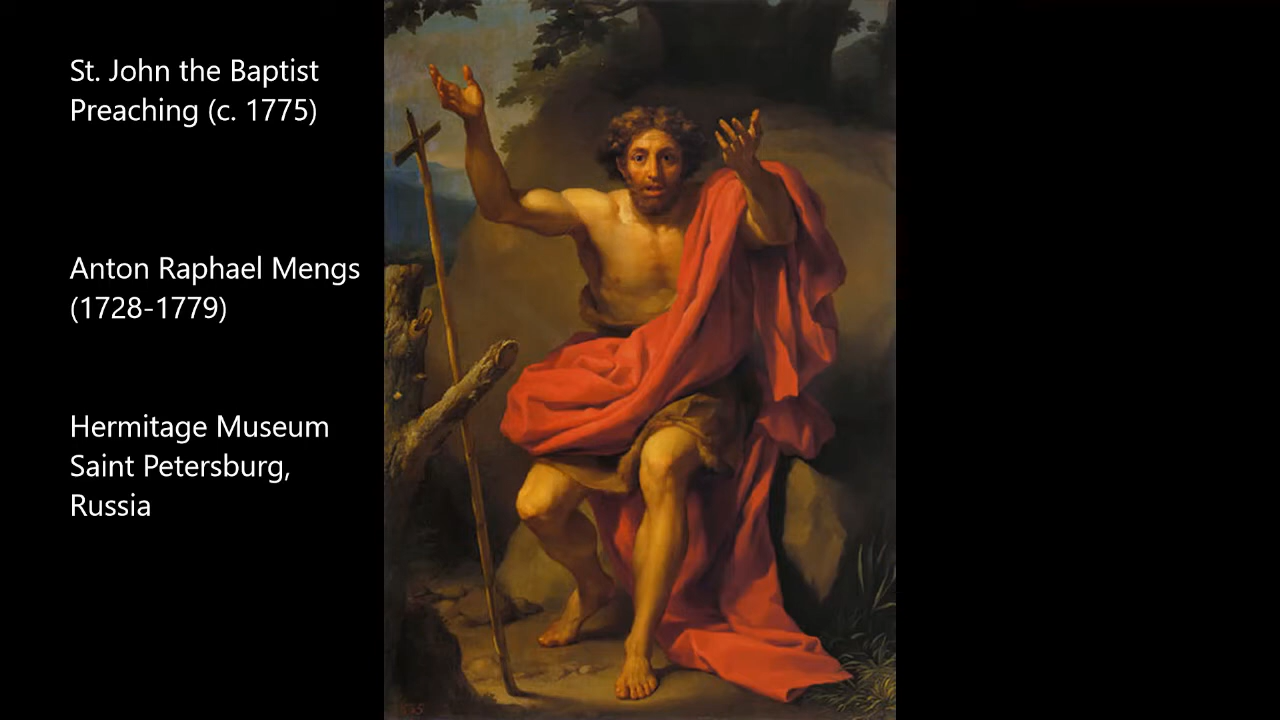 St. John the Baptist
Preaching (c. 1775)
Anton Raphael Mengs
(1728-1779)
Hermitage Museum
Saint Petersburg,
Russia